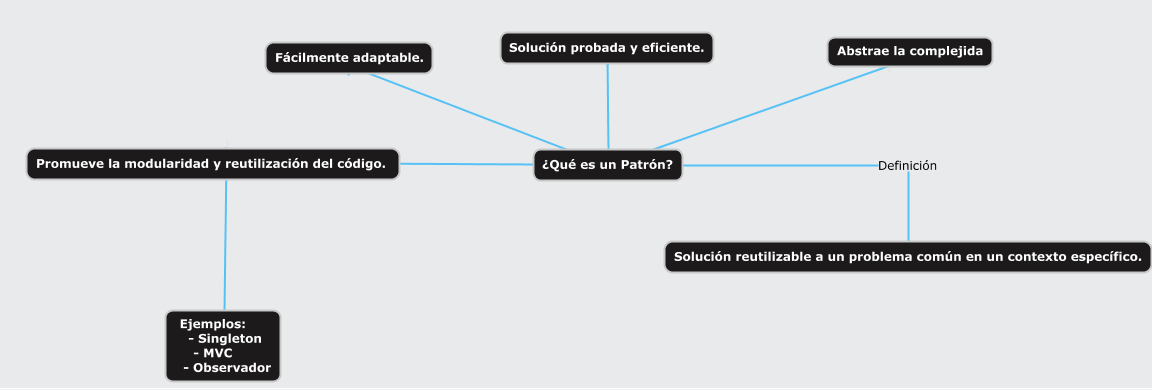 Solución probada y eficiente.
Abstrae la complejida
Fácilmente adaptable.
Promueve la modularidad y reutilización del código.
¿Qué es un Patrón?
Definición
Solución reutilizable a un problema común en un contexto específico.
Ejemplos:
- Singleton
- MVC
- Observador